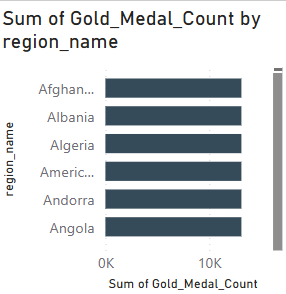 Sum of Gold_Medal_Count by
region_name
region_name
Afghan...
Albania
Algeria
Americ...
Andorra
Angola
0K
10K
Sum of Gold_Medal_Count